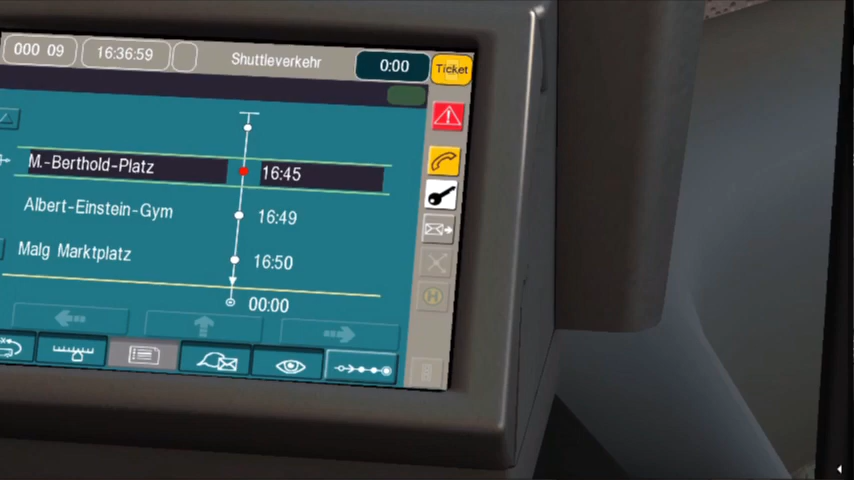 000 09 16:36:59 Shuttleverkehr 0:00 Ticket
M.-Berthold-Platz 16:45
Albert-Einstein-Gym 16:49
Malg Marktplatz 16:50
00:00
H